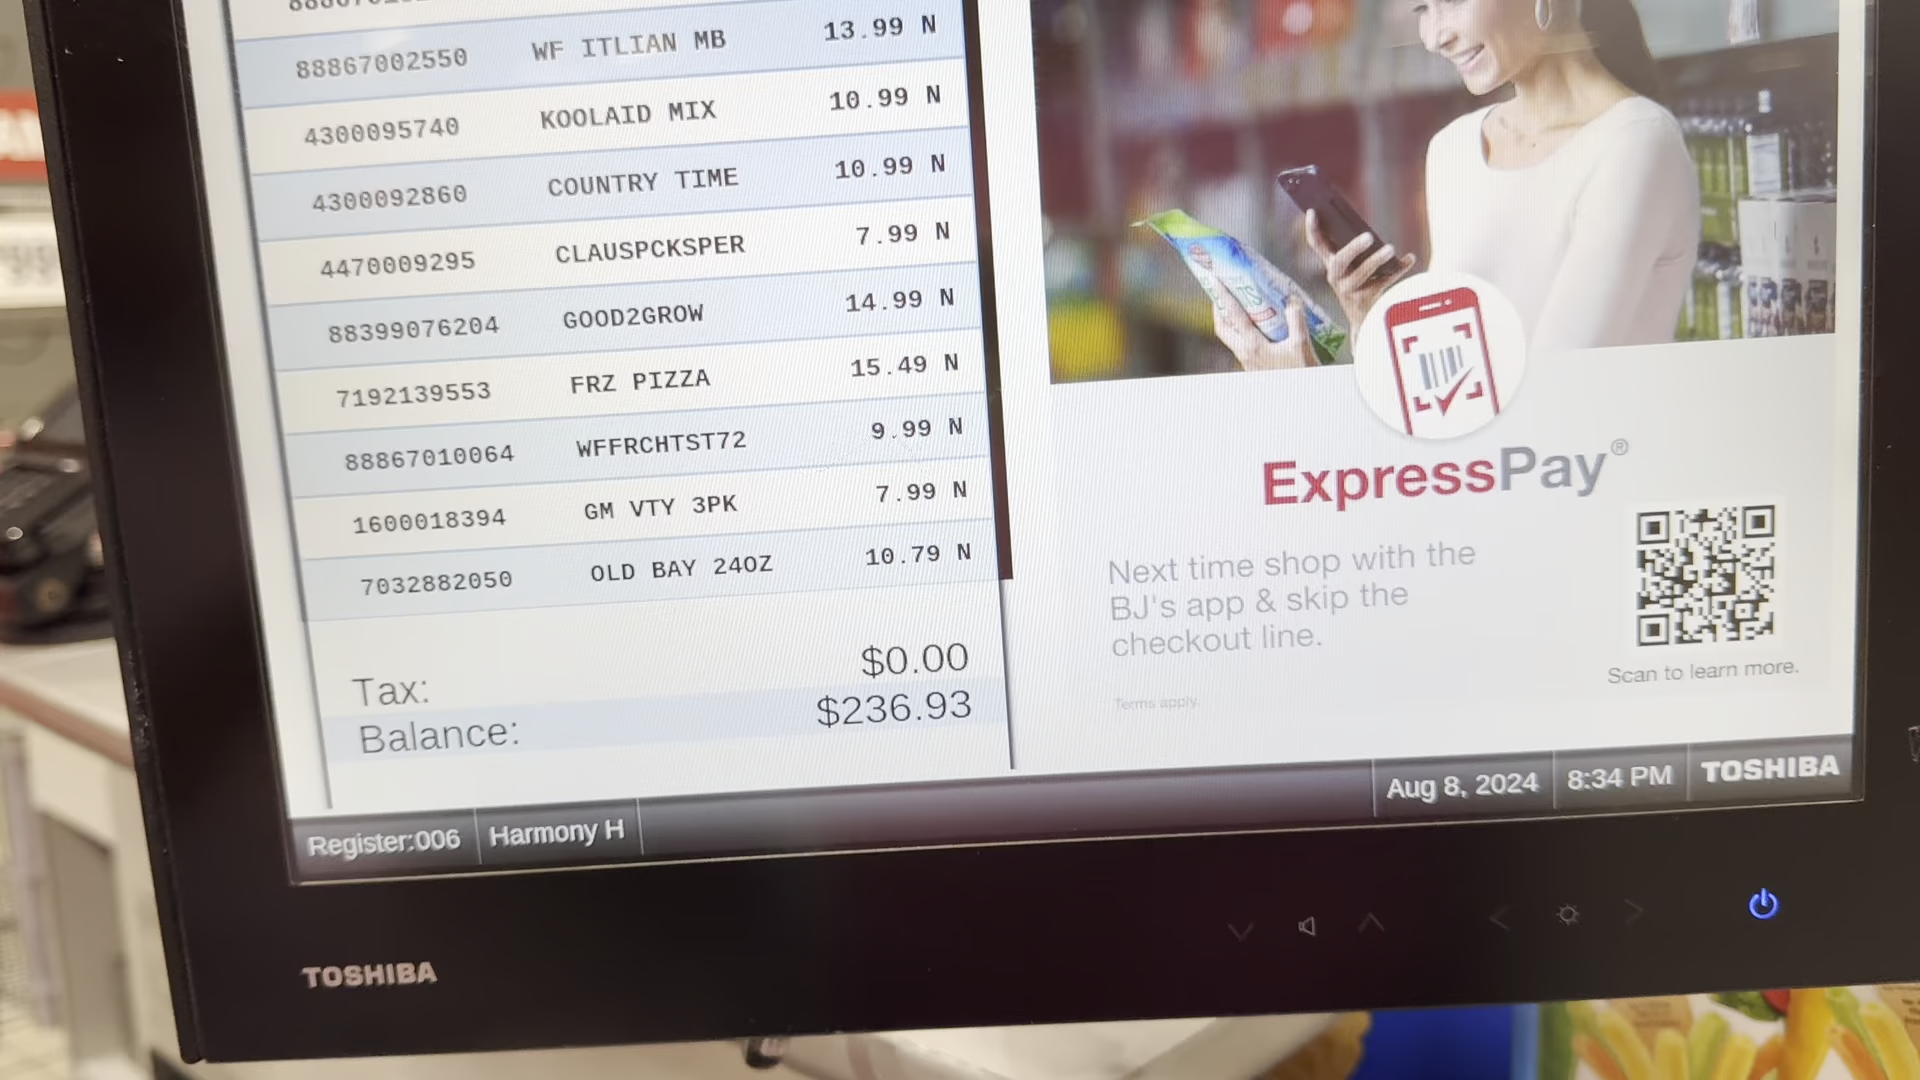 88867002550 WF ITLIAN MB 13.99 N
4300095740 KOOLAID MIX 10.99 N
4300092860 COUNTRY TIME 10.99 N
4470009295 CLAUSPCKSPER 7.99 N
88399076204 GOOD2GROW 14.99 N
7192139553 FRZ PIZZA 15.49 N
88867010064 WFFRCHTST72 9.99 N
1600018394 GM VTY 3PK 7.99 N
7032882050 OLD BAY 24OZ 10.79 N
Tax: $0.00
Balance: $236.93
ExpressPay®
Next time shop with the
BJ's app & skip the
checkout line.
Scan to learn more.
Terms apply.
Register:006 Harmony H
Aug 8, 2024 8:34 PM TOSHIBA
TOSHIBA